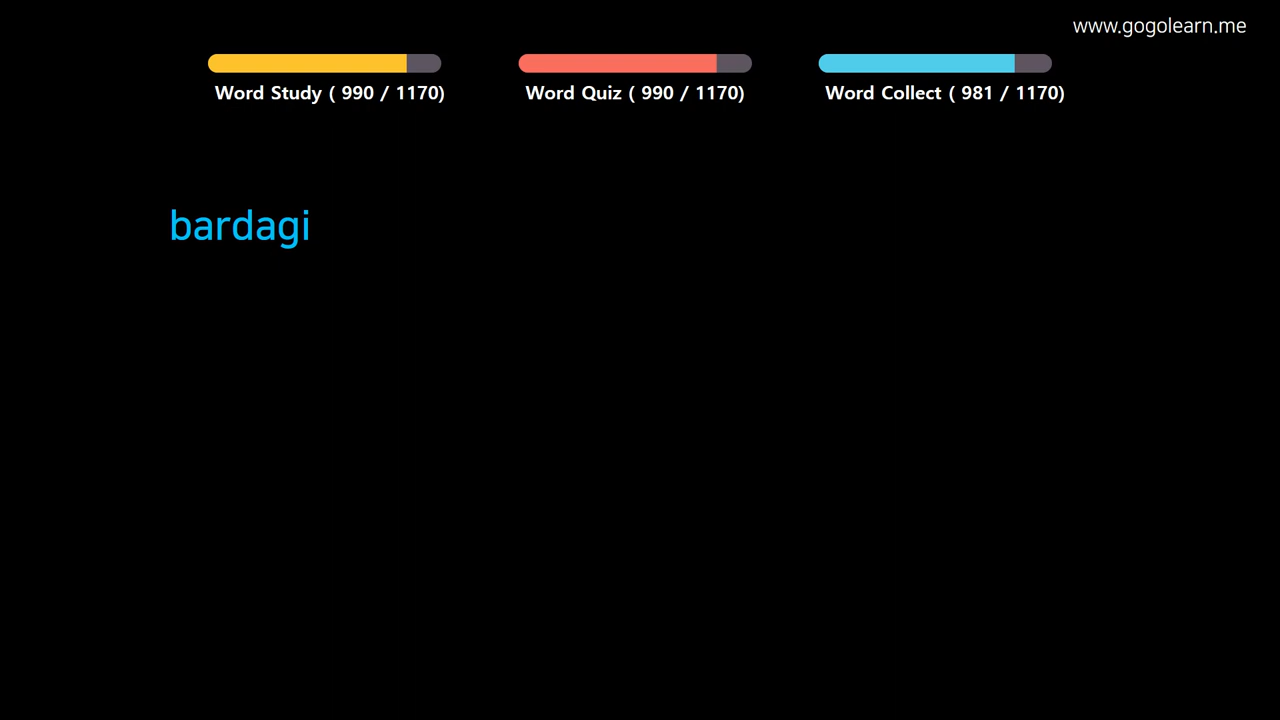 www.gogolearn.me
Word Study ( 990 / 1170)
Word Quiz ( 990 / 1170)
Word Collect ( 981 / 1170)
bardagi